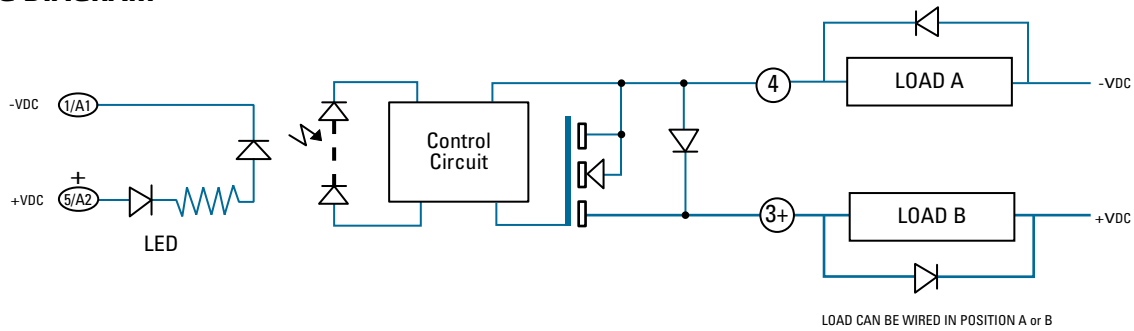 -VDC
1/A1
+
+VDC
5/A2
LED
Control
Circuit
4
LOAD A
-VDC
3+
LOAD B
+VDC
LOAD CAN BE WIRED IN POSITION A or B